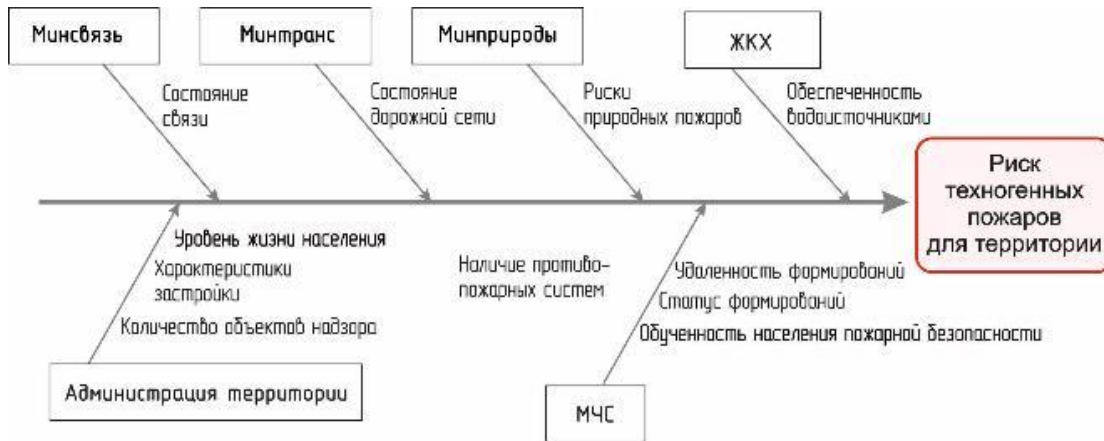 Минсвязь
Минтранс
Минприроды
ЖКХ
Состояние
связи
Состояние
дорожной сети
Риски
природных пожаров
Обеспеченность
водоисточниками
Риск
техногенных
пожаров
для территории
Уровень жизни населения
Характеристики
застройки
Количество объектов надзора
Наличие противо-
пожарных систем
Удаленность формирований
Статус формирований
Обученность населения пожарной безопасности
Администрация территории
МЧС